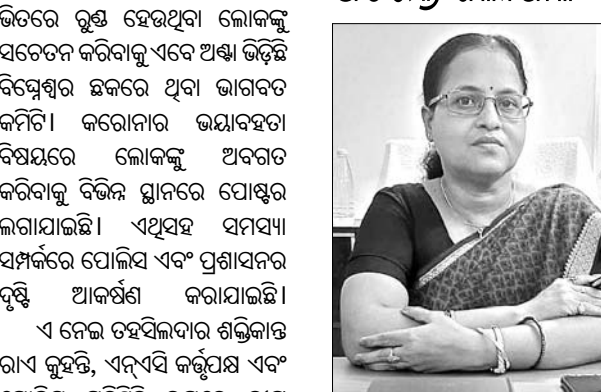 ଭିତରେ ରୁଣ୍ଡ ହେଉଥିବା ଲୋକଙ୍କୁ
ସଚେତନ କରିବାକୁ ଏବେ ଅଣ୍ଟା ଭିଡ଼ିଛି
ବିଘ୍ନେଶ୍ୱର ଛକରେ ଥିବା ଭାଗବତ
କମିଟି। କରୋନାର ଭୟାବହତା
ବିଷୟରେ ଲୋକଙ୍କୁ ଅବଗତ
କରିବାକୁ ବିଭିନ୍ନ ସ୍ଥାନରେ ପୋଷ୍ଟର
ଲଗାଯାଇଛି। ଏଥିସହ ସମସ୍ୟା
ସମ୍ପର୍କରେ ପୋଲିସ ଏବଂ ପ୍ରଶାସନର
ଦୃଷ୍ଟି ଆକର୍ଷଣ କରାଯାଇଛି।
ଏ ନେଇ ତହସିଲଦାର ଶକ୍ତିକାନ୍ତ
ରାଏ କୁହନ୍ତି, ଏନ୍ଏସି କର୍ତ୍ତୃପକ୍ଷ ଏବଂ